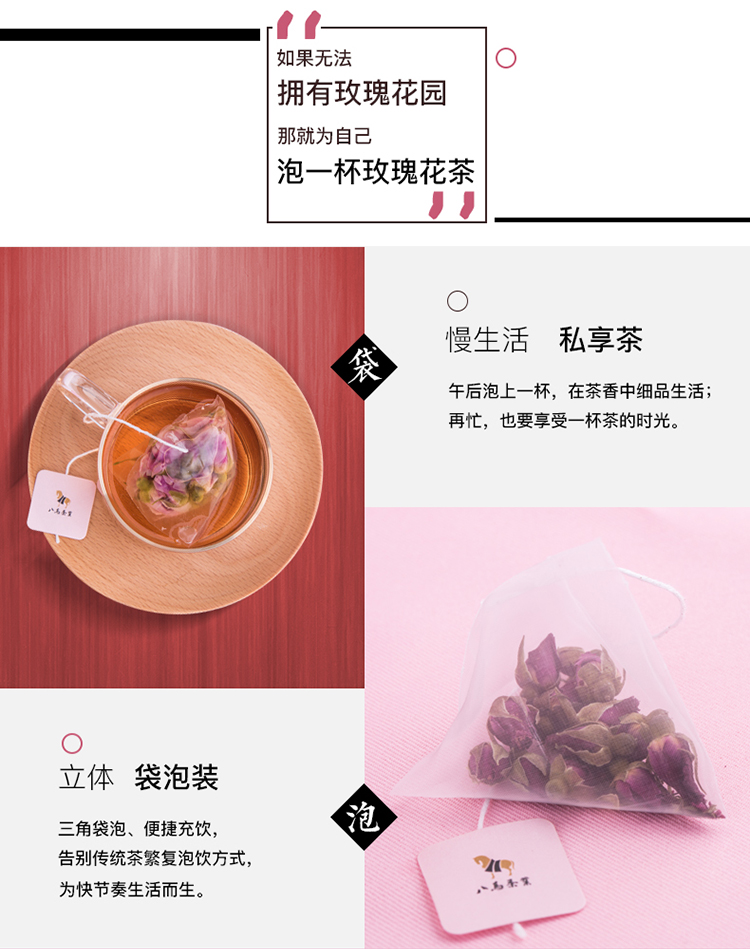 如果无法
拥有玫瑰花园
那就为自己
泡一杯玫瑰花茶
袋
慢生活 私享茶
午后泡上一杯，在茶香中细品生活；
再忙，也要享受一杯茶的时光。
八馬茶業
立体 袋泡装
三角袋泡、便捷充饮，
告别传统茶繁复泡饮方式，
为快节奏生活而生。
泡
八馬茶業